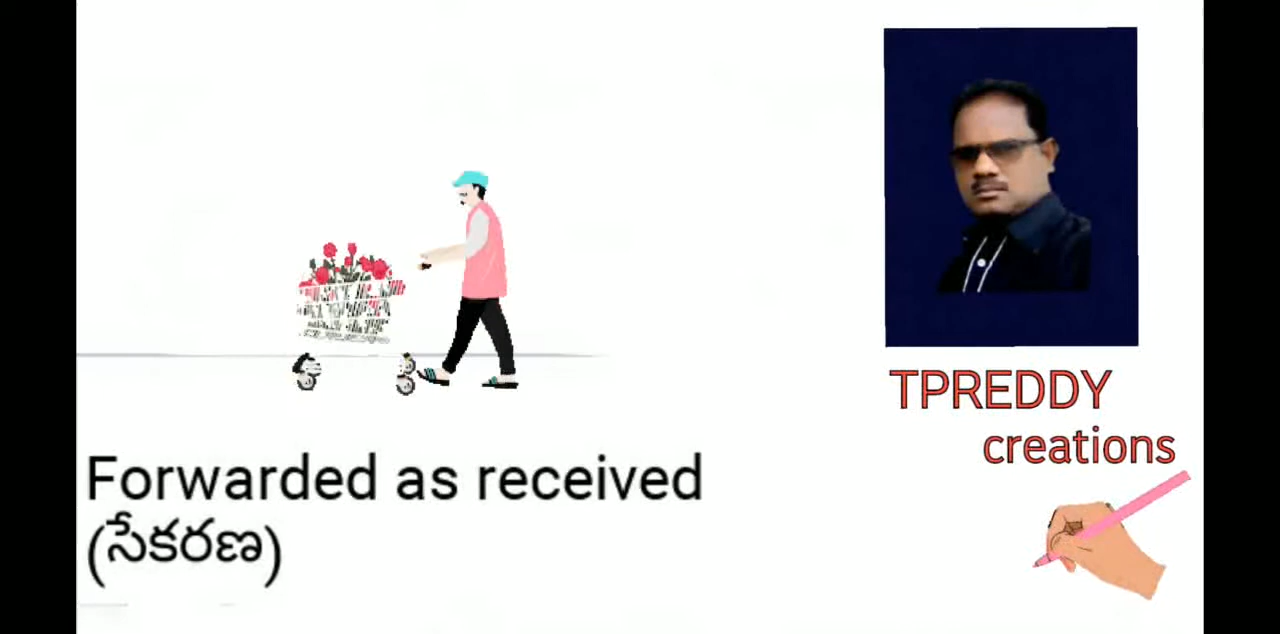 TPREDDY
creations
Forwarded as received
(సేకరణ)